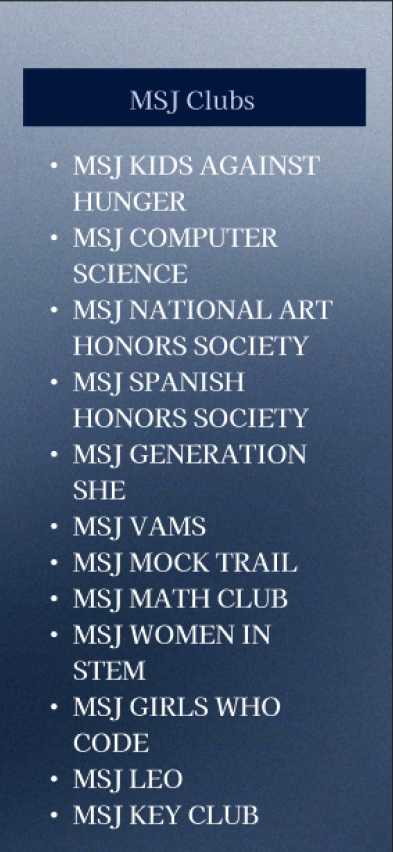 MSJ Clubs
• MSJ KIDS AGAINST
HUNGER
• MSJ COMPUTER
SCIENCE
• MSJ NATIONAL ART
HONORS SOCIETY
• MSJ SPANISH
HONORS SOCIETY
• MSJ GENERATION
SHE
• MSJ VAMS
• MSJ MOCK TRAIL
• MSJ MATH CLUB
• MSJ WOMEN IN
STEM
• MSJ GIRLS WHO
CODE
• MSJ LEO
• MSJ KEY CLUB